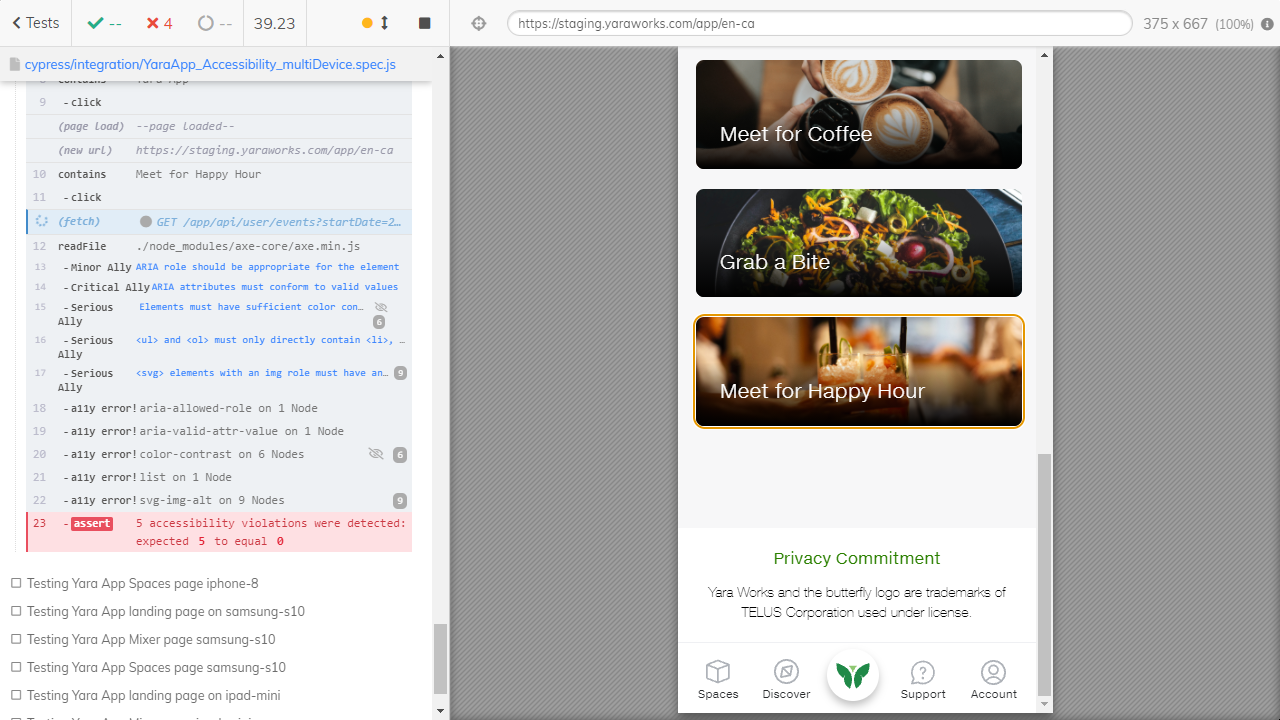 Tests
--
4
--
39.23
https://staging.yaraworks.com/app/en-ca
375 x 667 (100%)
cypress/integration/YaraApp_Accessibility_multiDevice.spec.js
8 contains Yara App
9 -click
(page load) --page loaded--
(new url) https://staging.yaraworks.com/app/en-ca
10 contains Meet for Happy Hour
11 -click
(fetch) GET /app/api/user/events?startDate=2…
12 readFile ./node_modules/axe-core/axe.min.js
13 -Minor A11y ARIA role should be appropriate for the element
14 -Critical A11y ARIA attributes must conform to valid values
15 -Serious A11y Elements must have sufficient color con… 6
16 -Serious A11y <ul> and <ol> must only directly contain <li>, …
17 -Serious A11y <svg> elements with an img role must have an… 9
18 -a11y error! aria-allowed-role on 1 Node
19 -a11y error! aria-valid-attr-value on 1 Node
20 -a11y error! color-contrast on 6 Nodes 6
21 -a11y error! list on 1 Node
22 -a11y error! svg-img-alt on 9 Nodes 9
23 -assert 5 accessibility violations were detected:
expected 5 to equal 0
Testing Yara App Spaces page iphone-8
Testing Yara App landing page on samsung-s10
Testing Yara App Mixer page samsung-s10
Testing Yara App Spaces page samsung-s10
Testing Yara App landing page on ipad-mini
Meet for Coffee
Grab a Bite
Meet for Happy Hour
Privacy Commitment
Yara Works and the butterfly logo are trademarks of
TELUS Corporation used under license.
Spaces
Discover
Support
Account